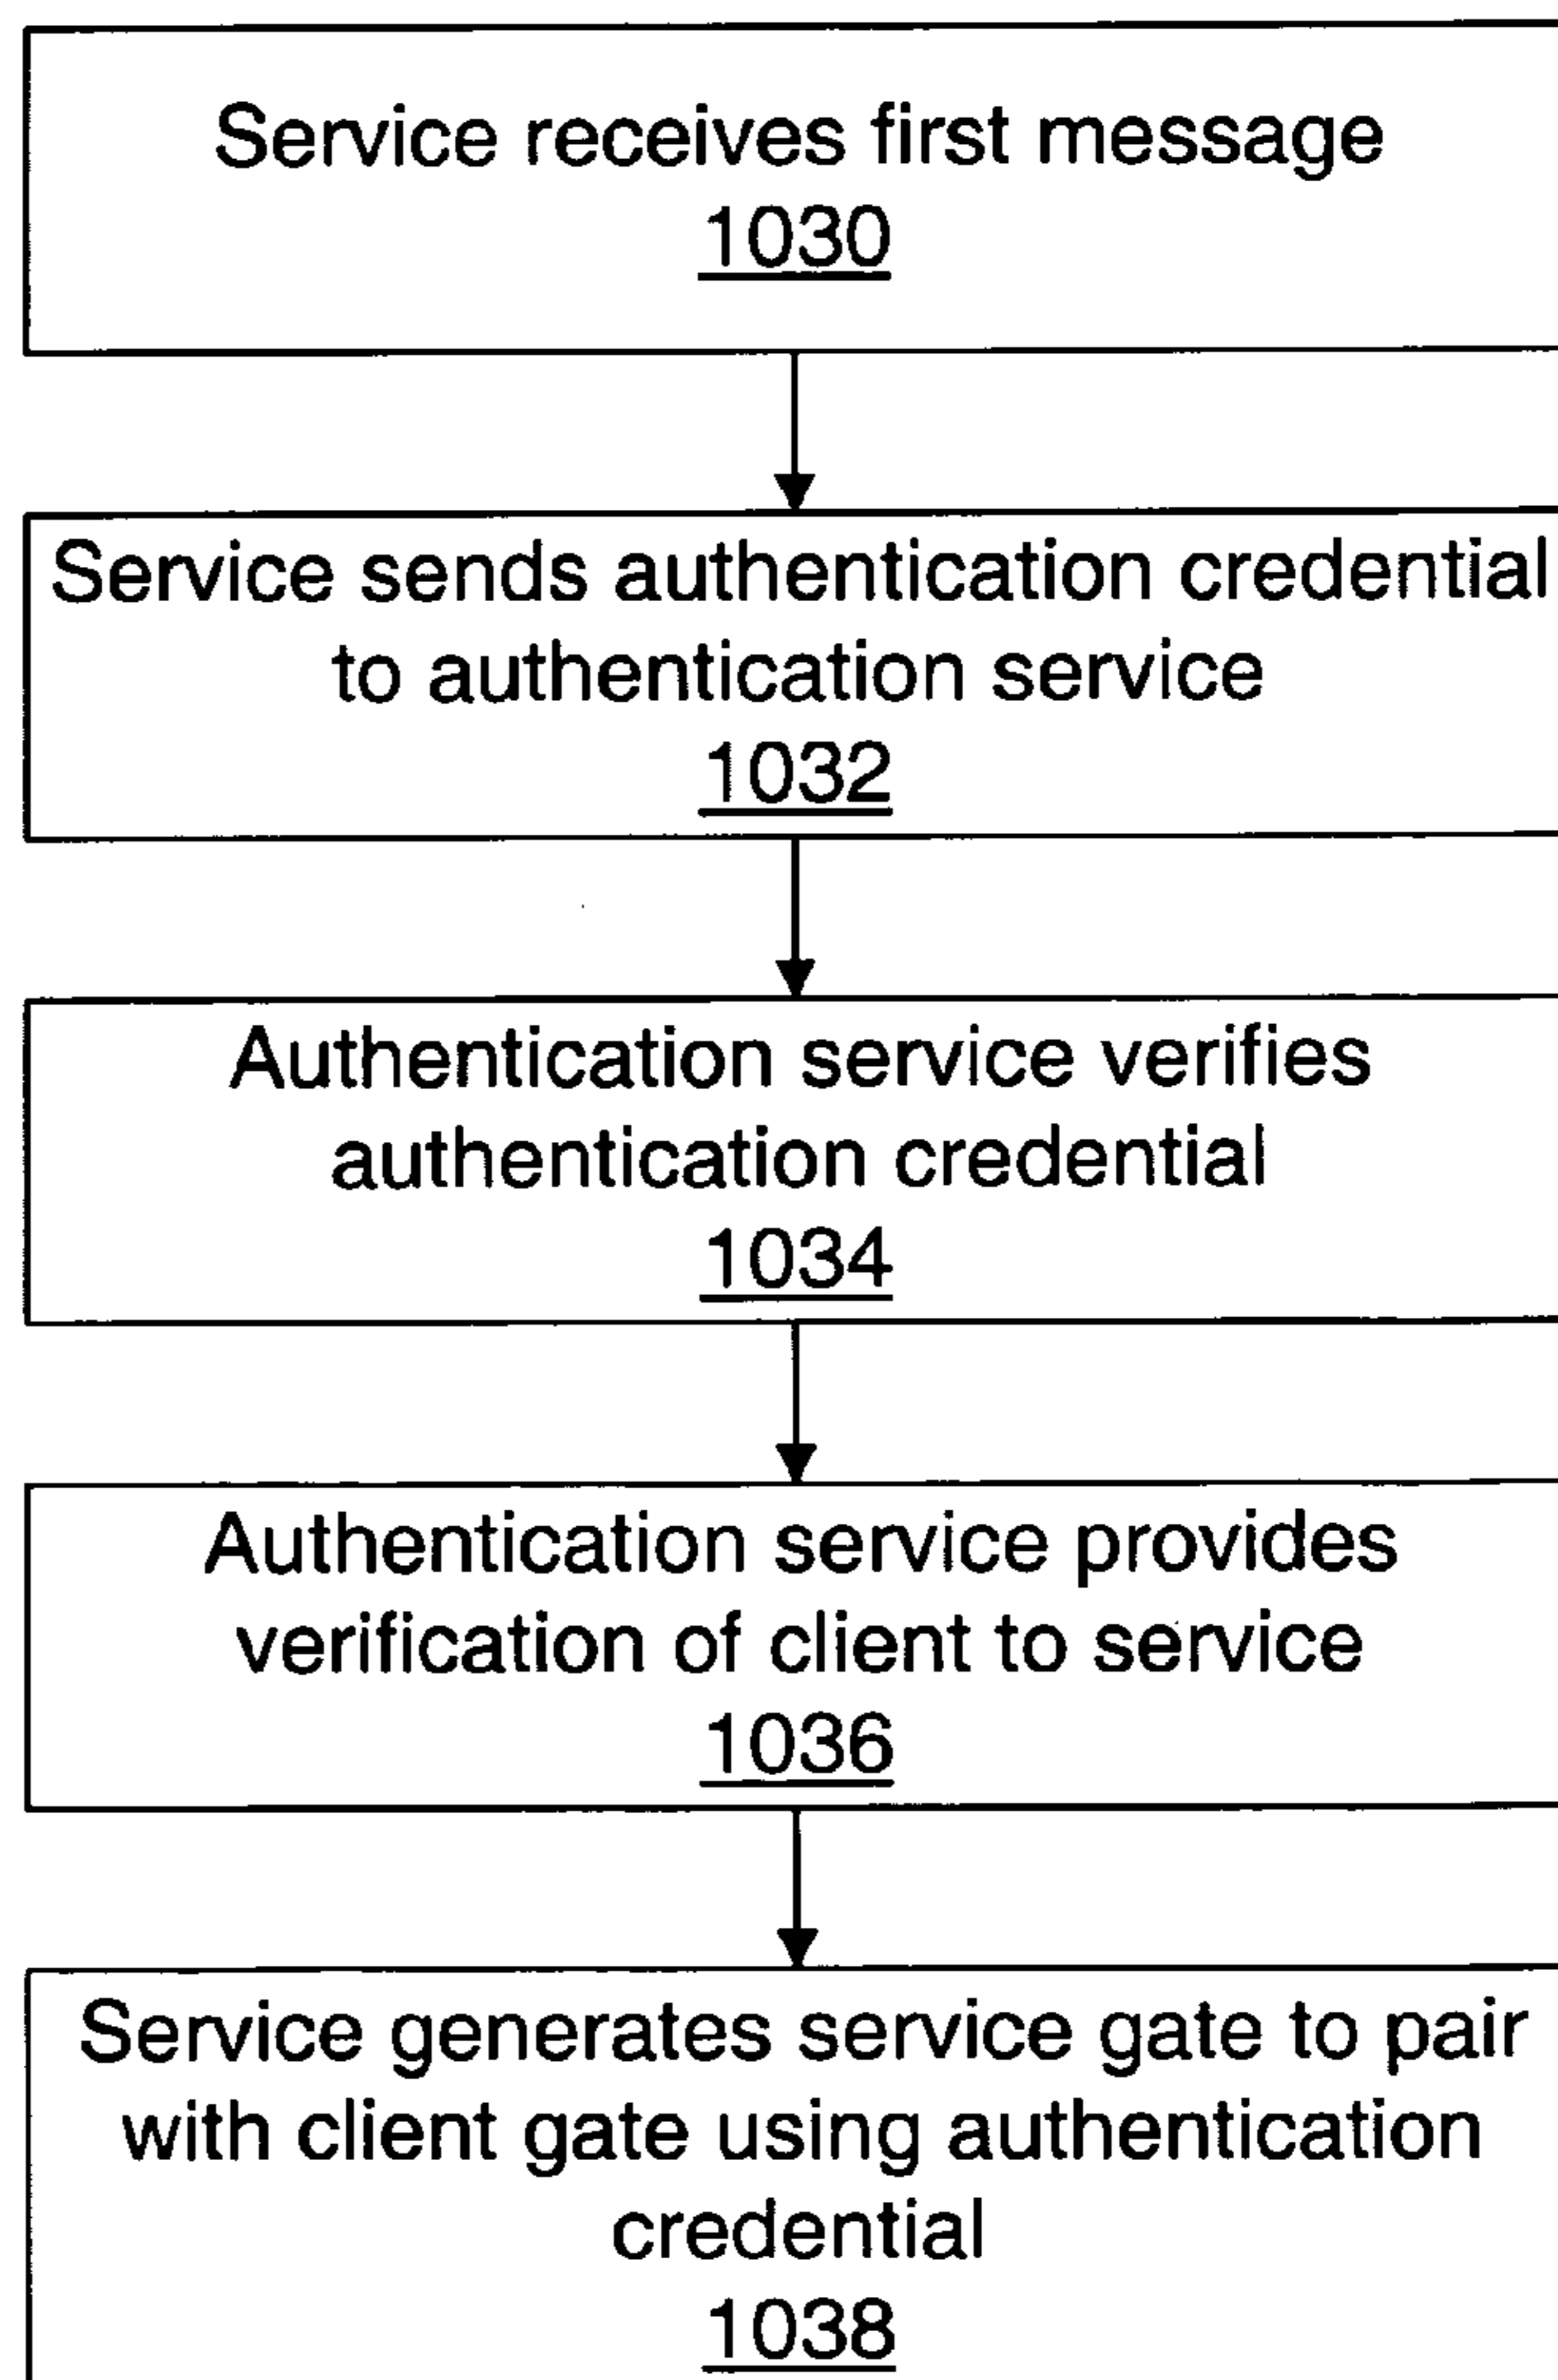 Service receives first message
1030
Service sends authentication credential
to authentication service
1032
Authentication service verifies
authentication credential
1034
Authentication service provides
verification of client to service
1036
Service generates service gate to pair
with client gate using authentication
credential
1038